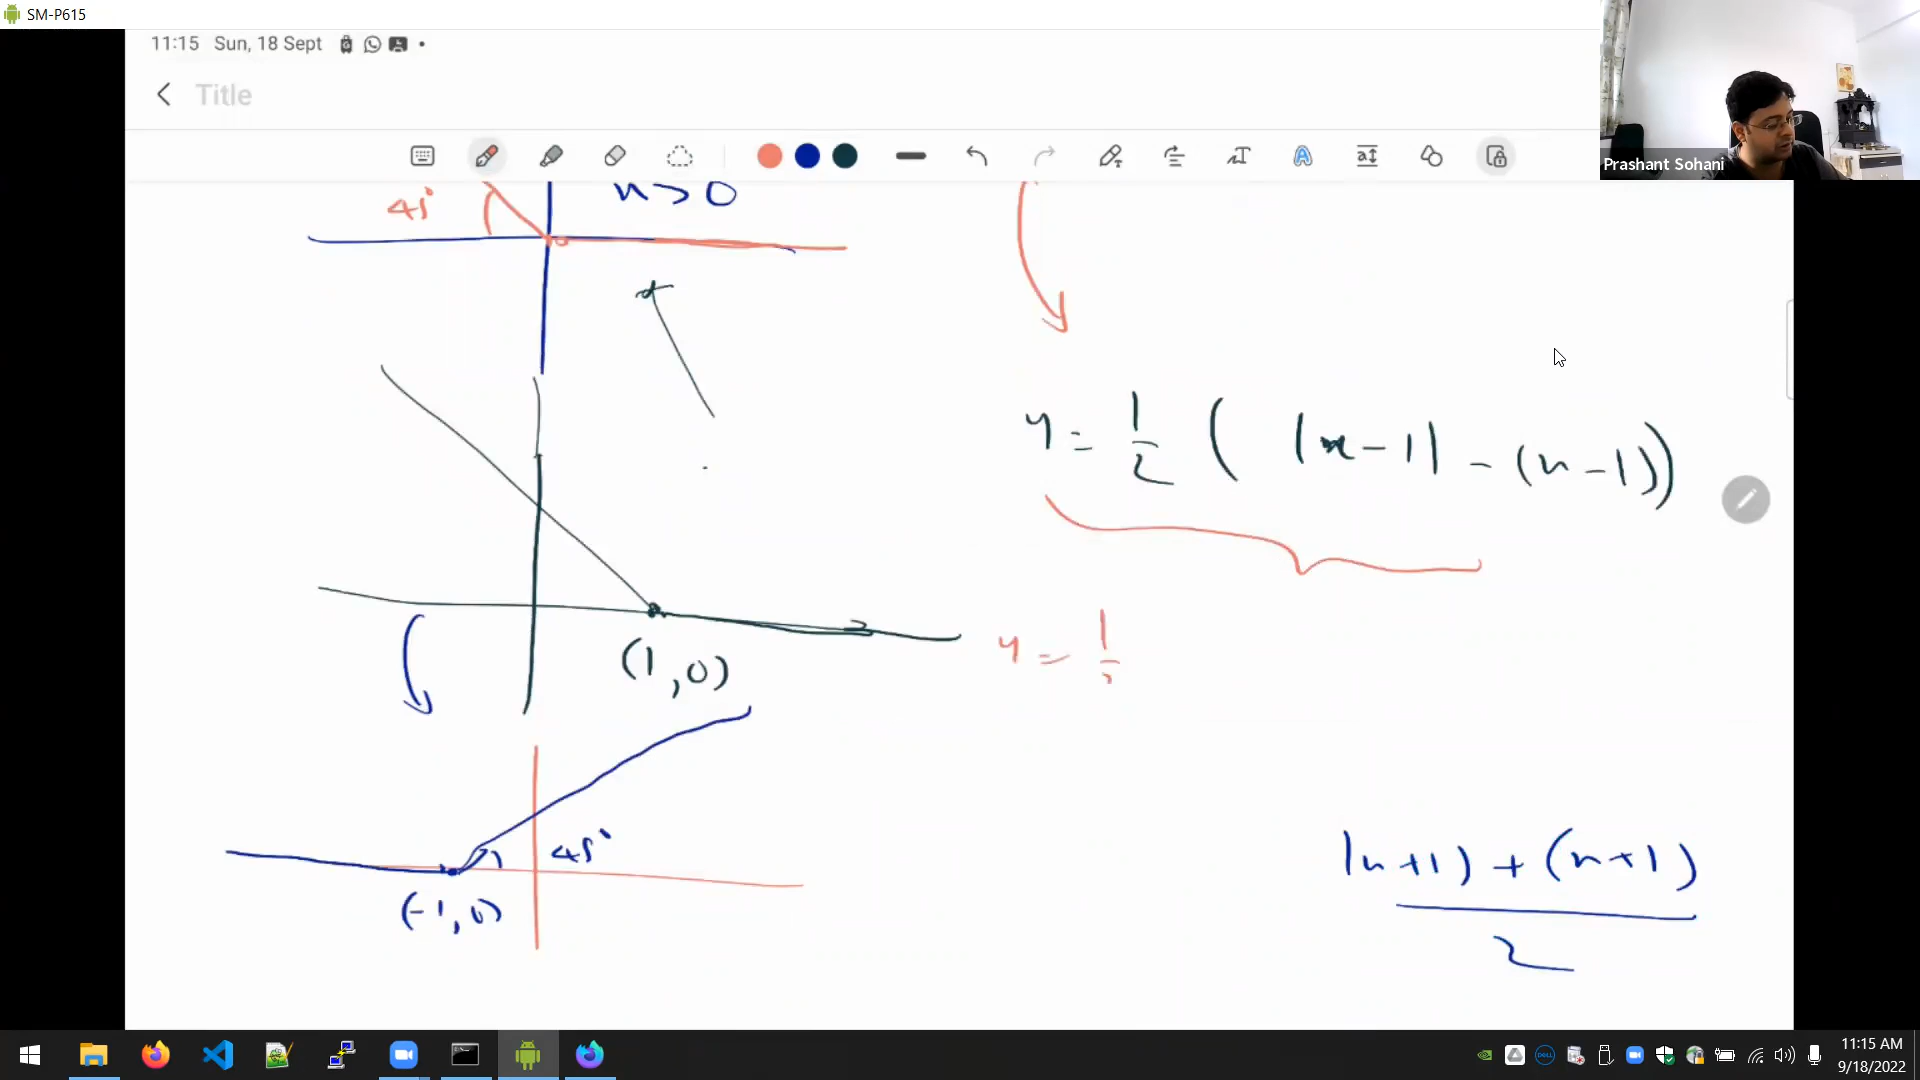 SM-P615
11:15 Sun, 18 Sept
Title
Prashant Sohani
45°
x > 0
y = 1/2 ( |x-1| - (x-1))
(1,0)
y = 1
45°
(-1,0)
|x+1| + (x+1)
2
11:15 AM
9/18/2022